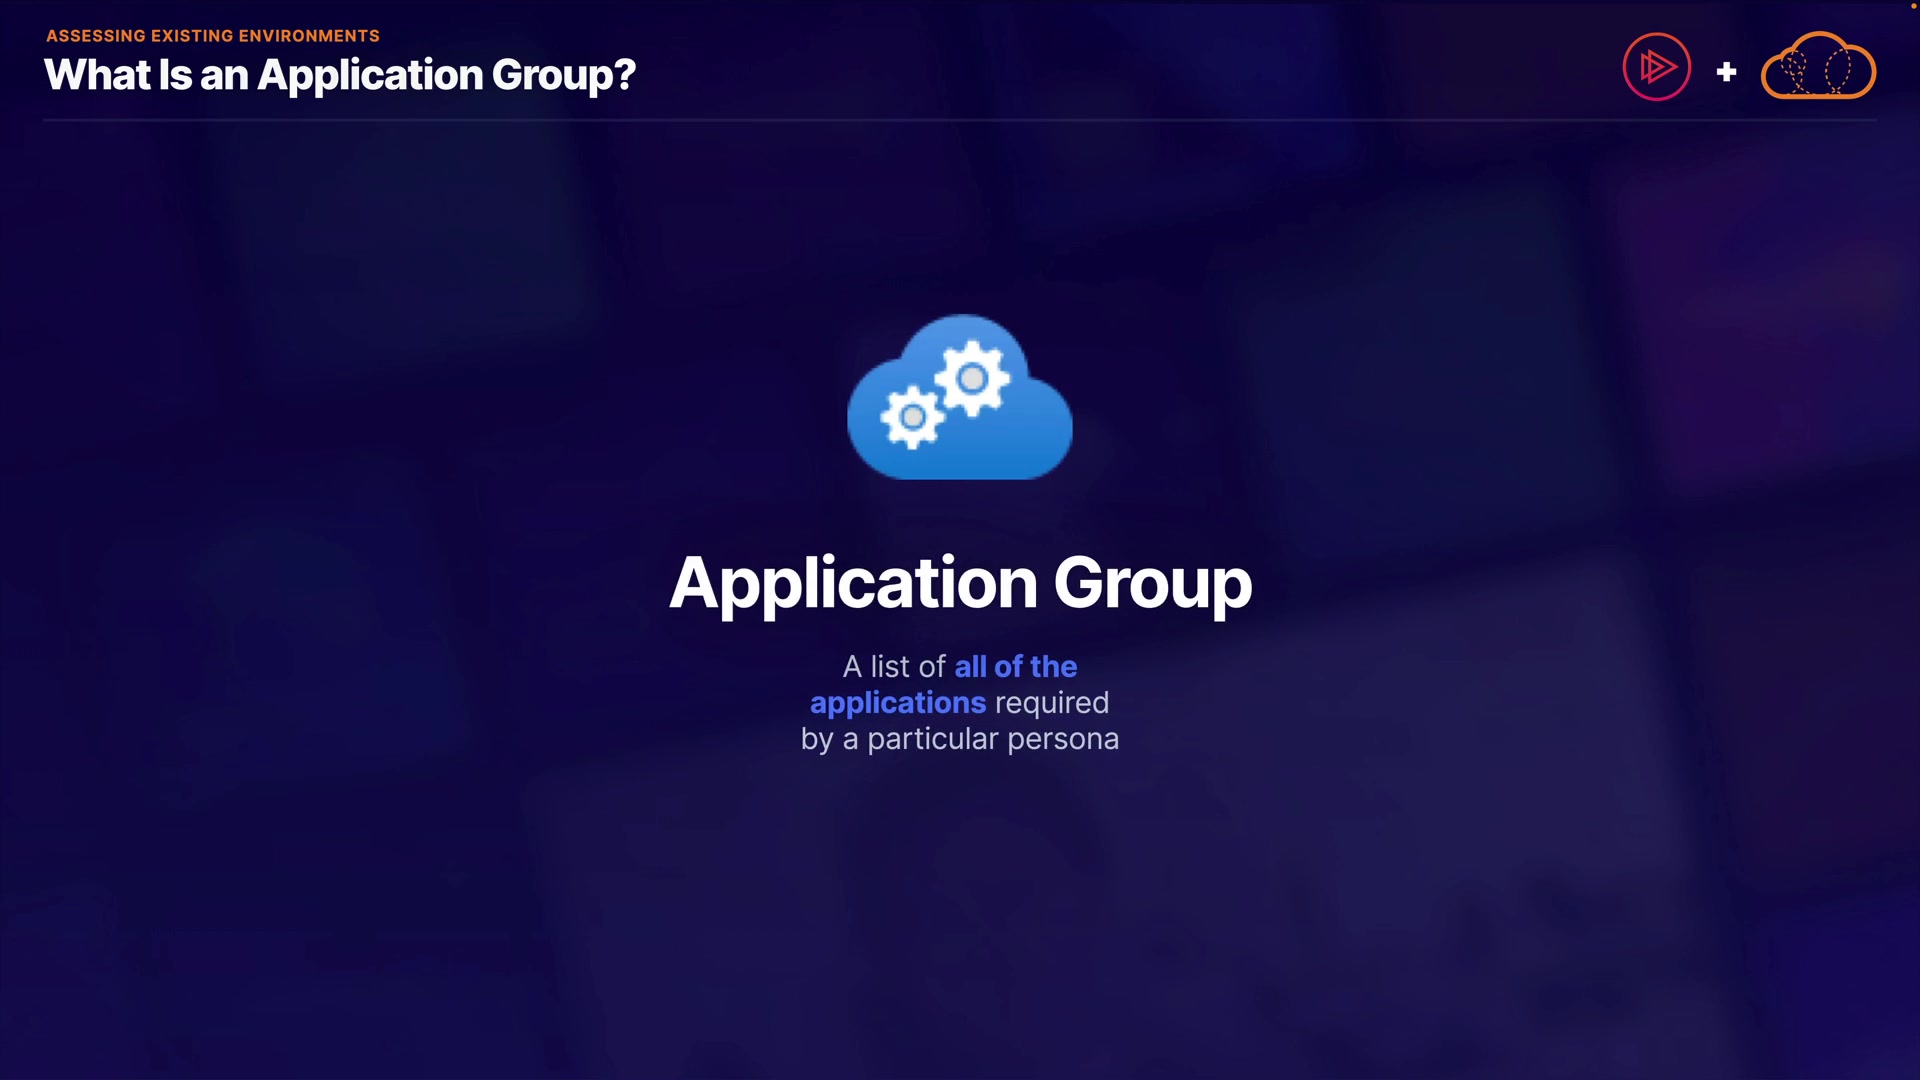 ASSESSING EXISTING ENVIRONMENTS
What Is an Application Group?
+
Application Group
A list of all of the
applications required
by a particular persona